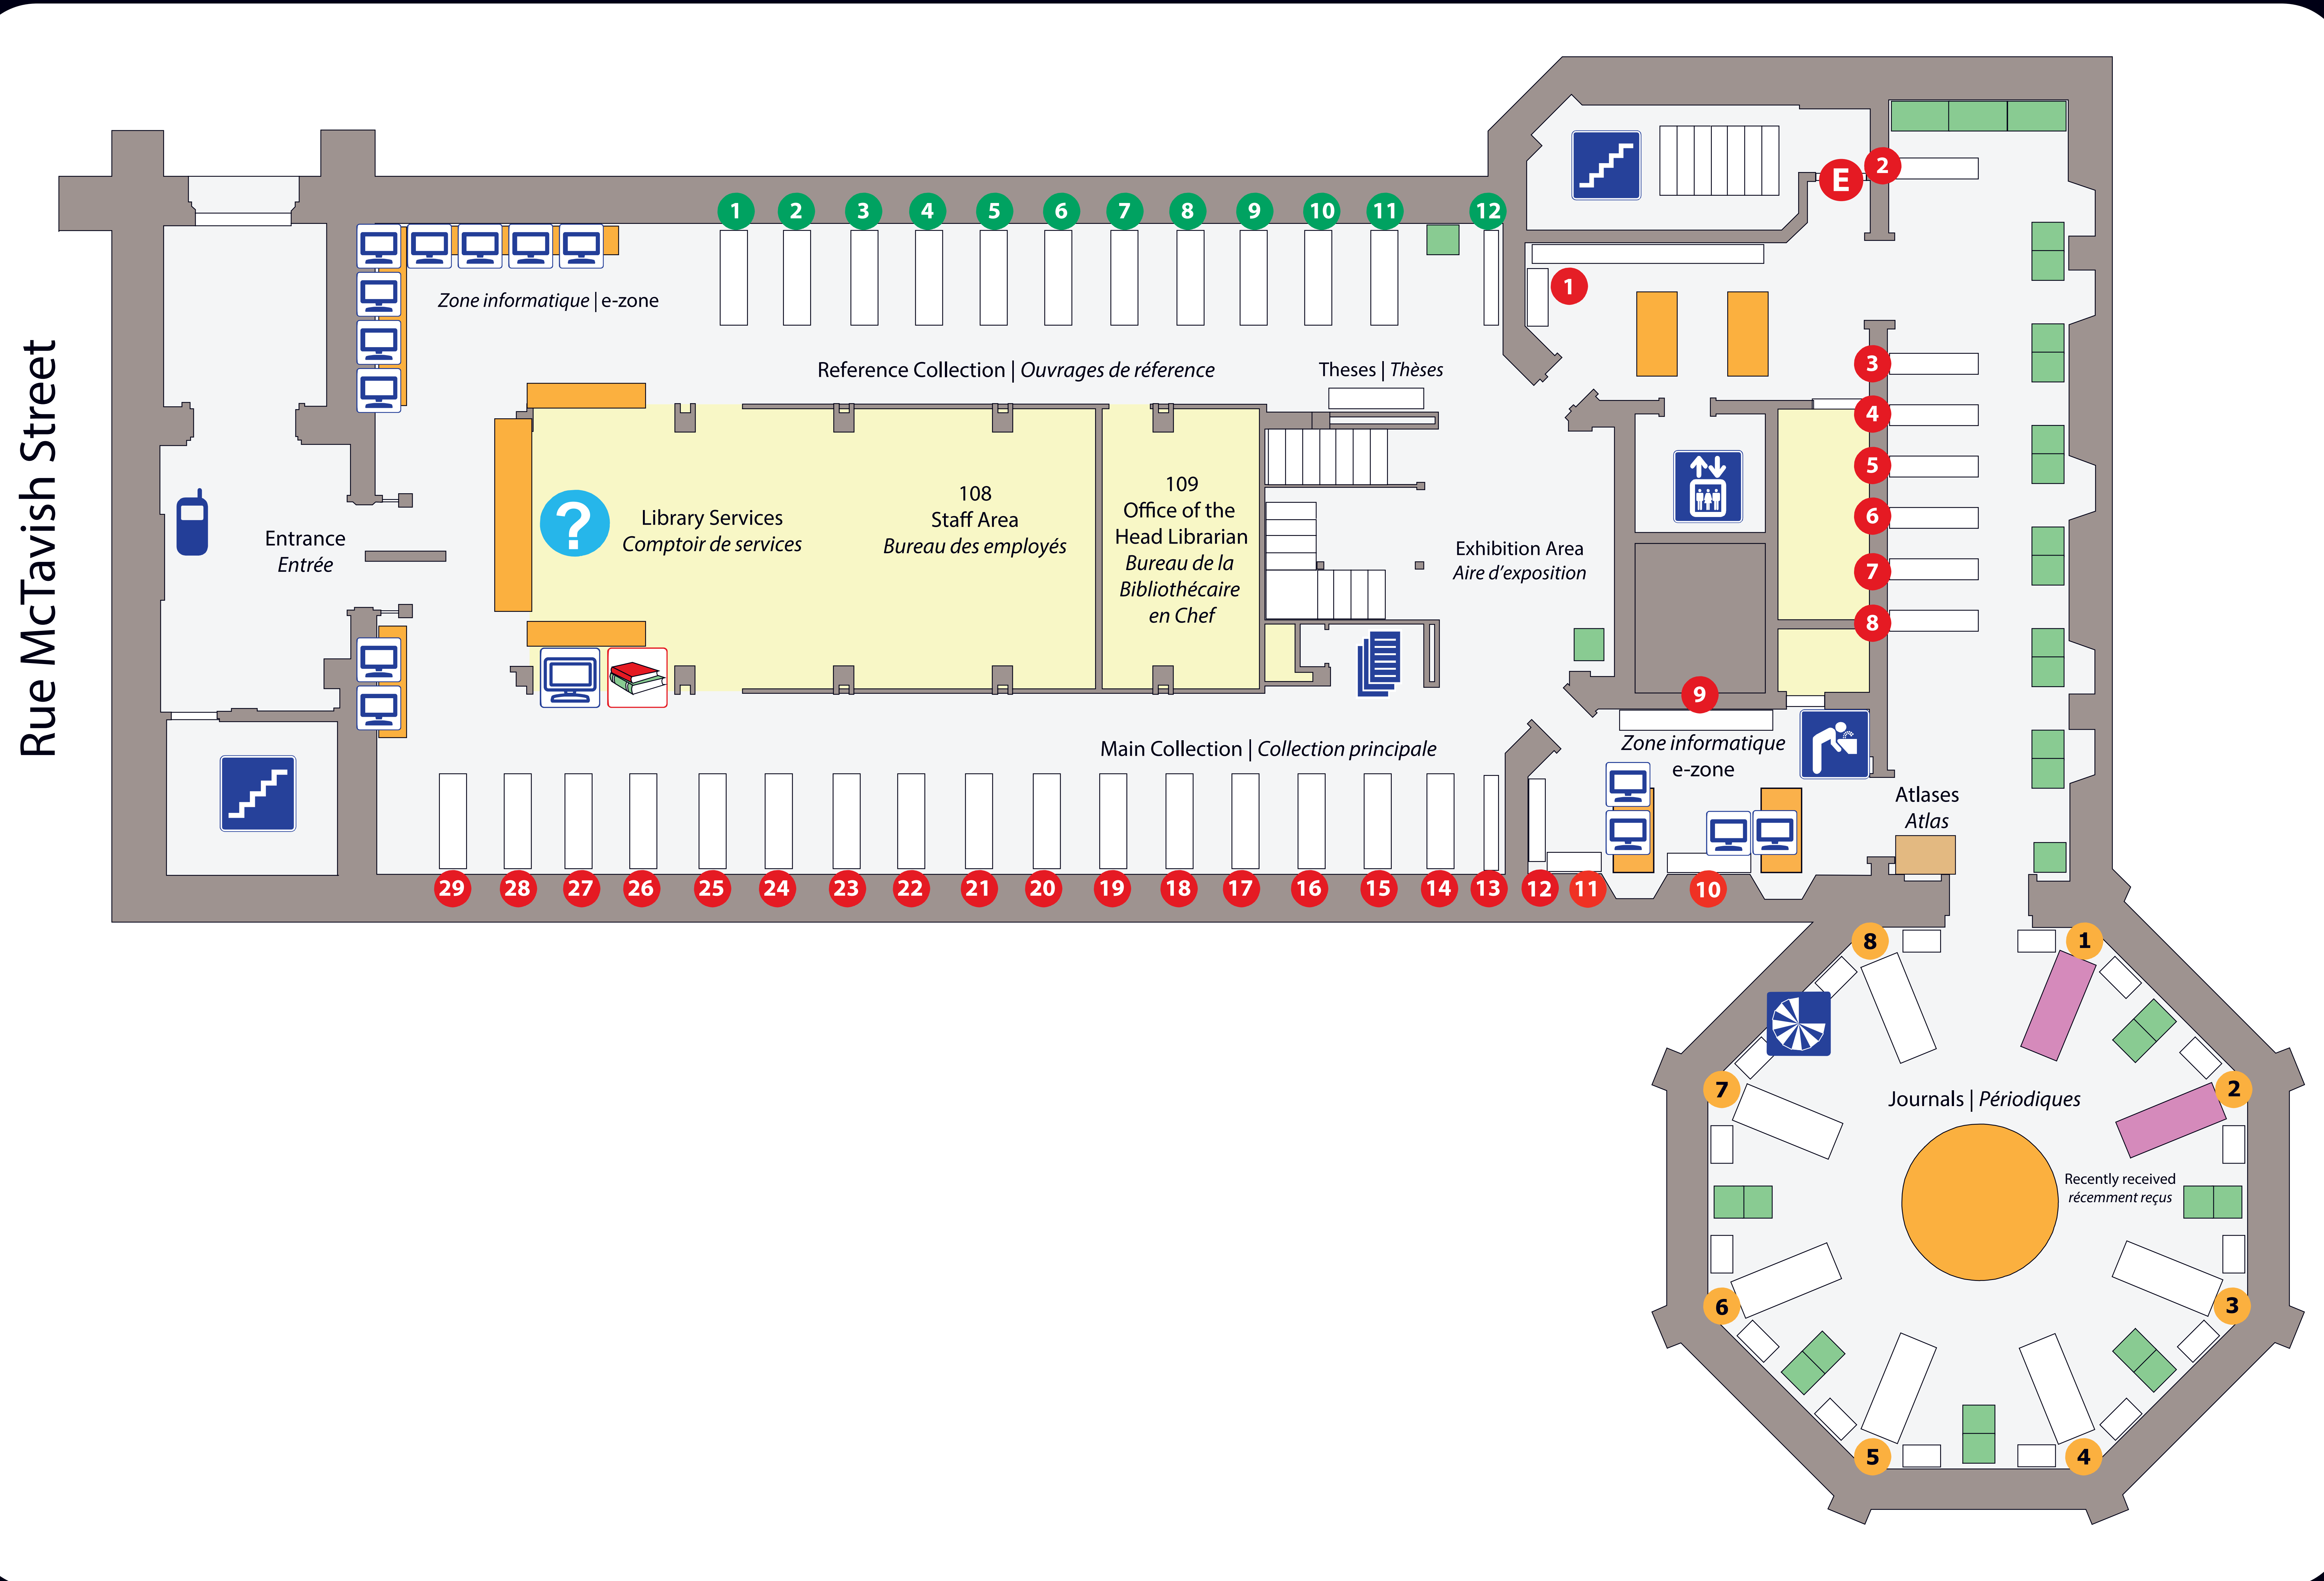 Rue McTavish Street
E
2
1 2 3 4 5 6 7 8 9 10 11 12
1
Zone informatique | e-zone
Reference Collection | Ouvrages de réference
Theses | Thèses
3
4
5
6
7
8
Entrance
Entrée
?
Library Services
Comptoir de services
108
Staff Area
Bureau des employés
109
Office of the
Head Librarian
Bureau de la
Bibliothécaire
en Chef
Exhibition Area
Aire d'exposition
9
Main Collection | Collection principale
Zone informatique
e-zone
Atlases
Atlas
29 28 27 26 25 24 23 22 21 20 19 18 17 16 15 14 13 12 11 10
8 1
7 2
Journals | Périodiques
Recently received
récemment reçus
6 3
5 4